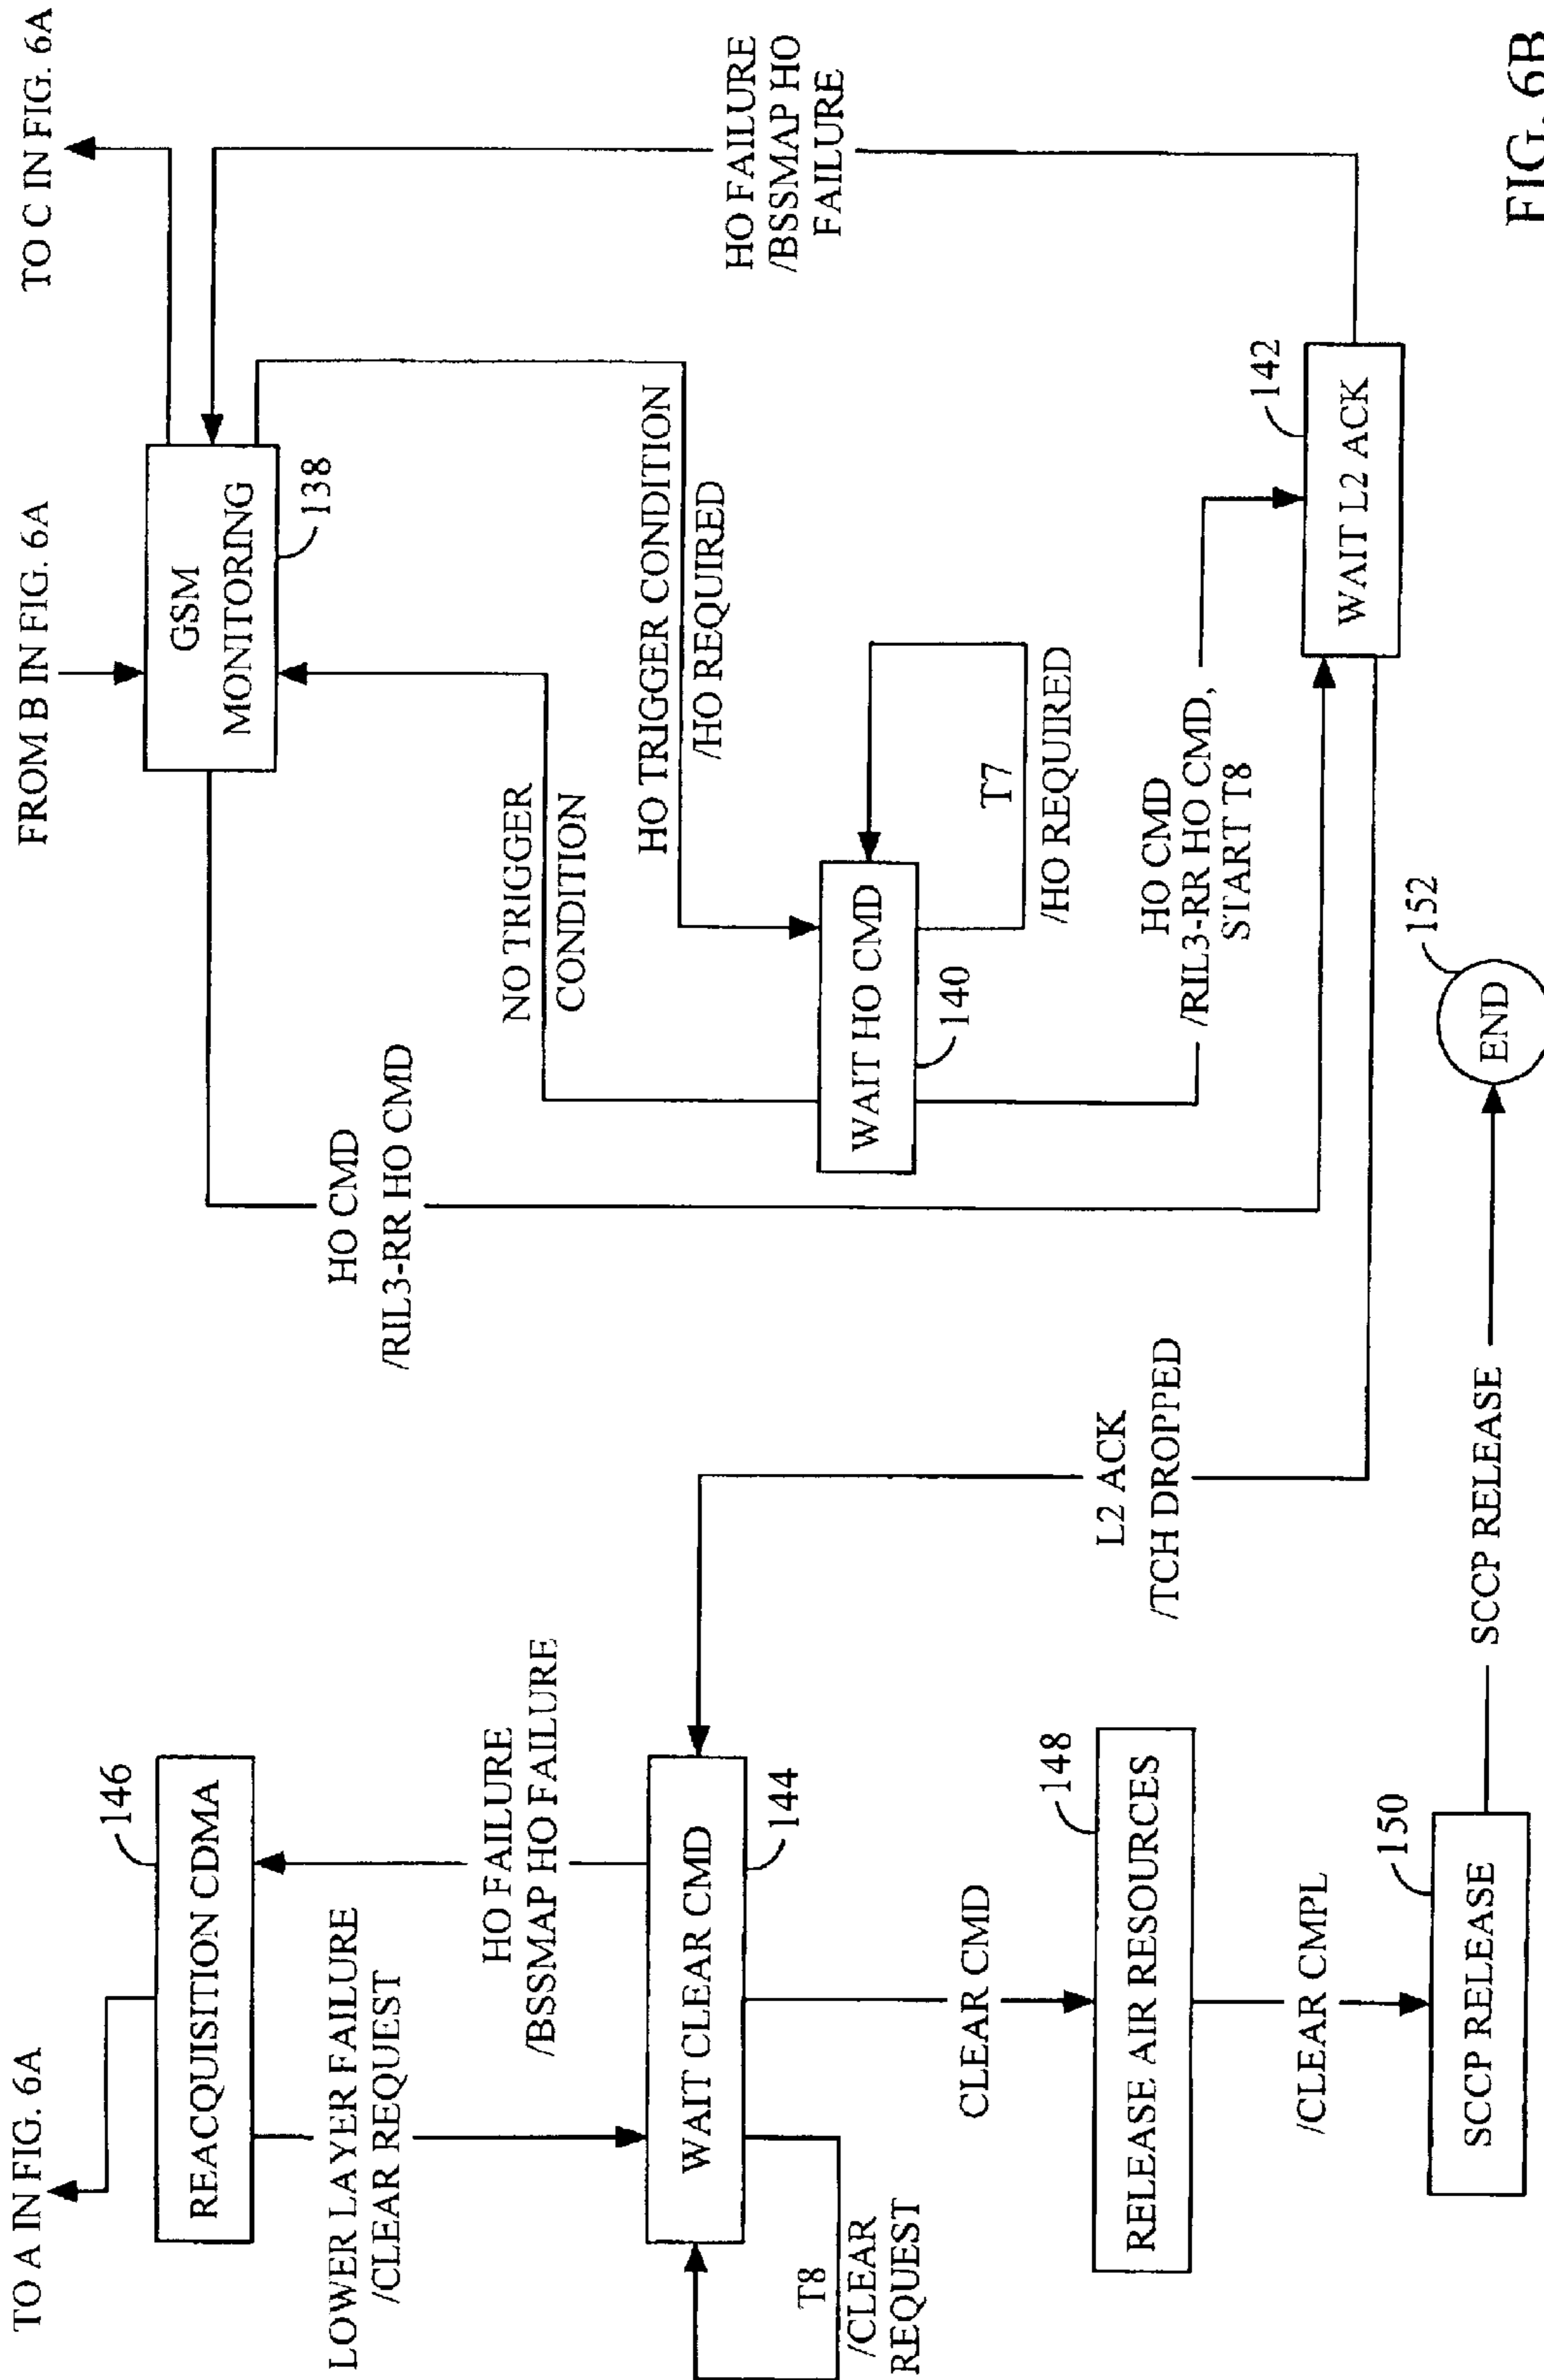 TO A IN FIG. 6A
FROM B IN FIG. 6A
TO C IN FIG. 6A
REACQUISITION CDMA
146
GSM
MONITORING
138
LOWER LAYER FAILURE
/CLEAR REQUEST
HO FAILURE
/BSSMAP HO FAILURE
HO CMD
/RIL3-RR HO CMD
NO TRIGGER
CONDITION
HO TRIGGER CONDITION
/HO REQUIRED
HO FAILURE
/BSSMAP HO
FAILURE
WAIT CLEAR CMD
144
T8
/CLEAR
REQUEST
WAIT HO CMD
140
T7
/HO REQUIRED
CLEAR CMD
L2 ACK
/TCH DROPPED
HO CMD
/RIL3-RR HO CMD,
START T8
RELEASE AIR RESOURCES
148
WAIT L2 ACK
142
/CLEAR CMPL
SCCP RELEASE
150
SCCP RELEASE
END
152
FIG. 6B